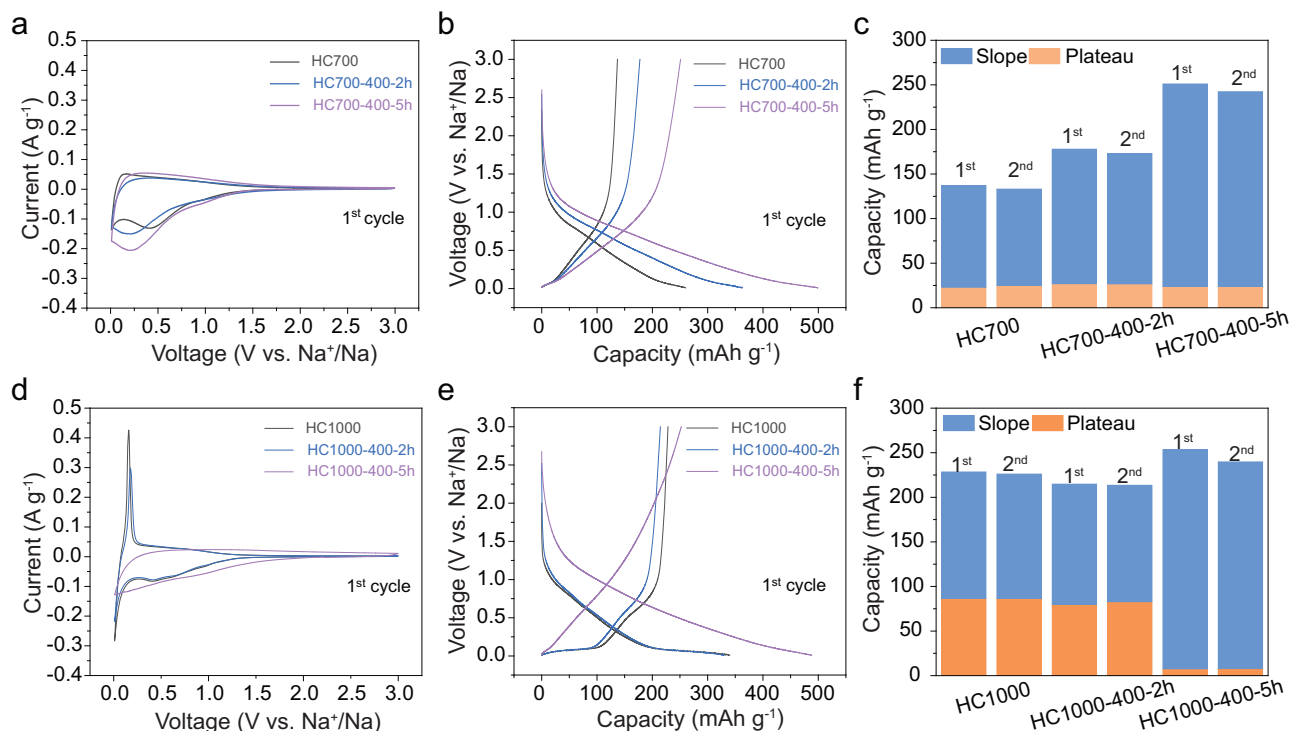 a
0.5
0.4
0.3
0.2
0.1
0.0
-0.1
-0.2
-0.3
-0.4
Current (A g⁻¹)
HC700
HC700-400-2h
HC700-400-5h
1st cycle
0.0 0.5 1.0 1.5 2.0 2.5 3.0
Voltage (V vs. Na⁺/Na)
b
3.0
2.5
2.0
1.5
1.0
0.5
0.0
Voltage (V vs. Na⁺/Na)
HC700
HC700-400-2h
HC700-400-5h
1st cycle
0 100 200 300 400 500
Capacity (mAh g⁻¹)
c
300
250
200
150
100
50
0
Capacity (mAh g⁻¹)
Slope Plateau
1st 2nd 1st 2nd 1st 2nd
HC700 HC700-400-2h HC700-400-5h
d
0.5
0.4
0.3
0.2
0.1
0.0
-0.1
-0.2
-0.3
-0.4
Current (A g⁻¹)
HC1000
HC1000-400-2h
HC1000-400-5h
1st cycle
0.0 0.5 1.0 1.5 2.0 2.5 3.0
Voltage (V vs. Na⁺/Na)
e
3.0
2.5
2.0
1.5
1.0
0.5
0.0
Voltage (V vs. Na⁺/Na)
HC1000
HC1000-400-2h
HC1000-400-5h
1st cycle
0 100 200 300 400 500
Capacity (mAh g⁻¹)
f
300
250
200
150
100
50
0
Capacity (mAh g⁻¹)
Slope Plateau
1st 2nd 1st 2nd 1st 2nd
HC1000 HC1000-400-2h HC1000-400-5h